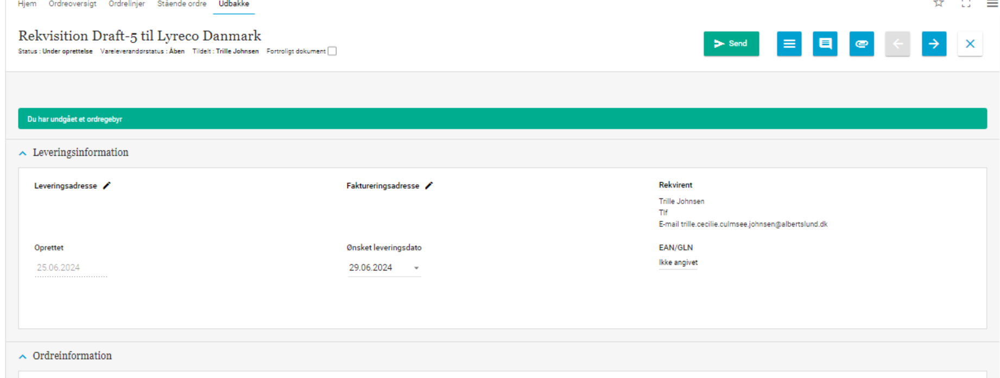 Hjem Ordreoversigt Ordrelinjer Stående ordre Udbakke
Rekvisition Draft-5 til Lyreco Danmark
Status : Under oprettelse Vareleverandørstatus : Åben Tildelt : Trille Johnsen Fortroligt dokument
Send
Du har undgået et ordregebyr
Leveringsinformation
Leveringsadresse Faktureringsadresse Rekvirent
Trille Johnsen
Tlf
E-mail trille.cecilie.culmsee.johnsen@albertslund.dk
Oprettet Ønsket leveringsdato EAN/GLN
25.06.2024 29.06.2024 Ikke angivet
Ordreinformation